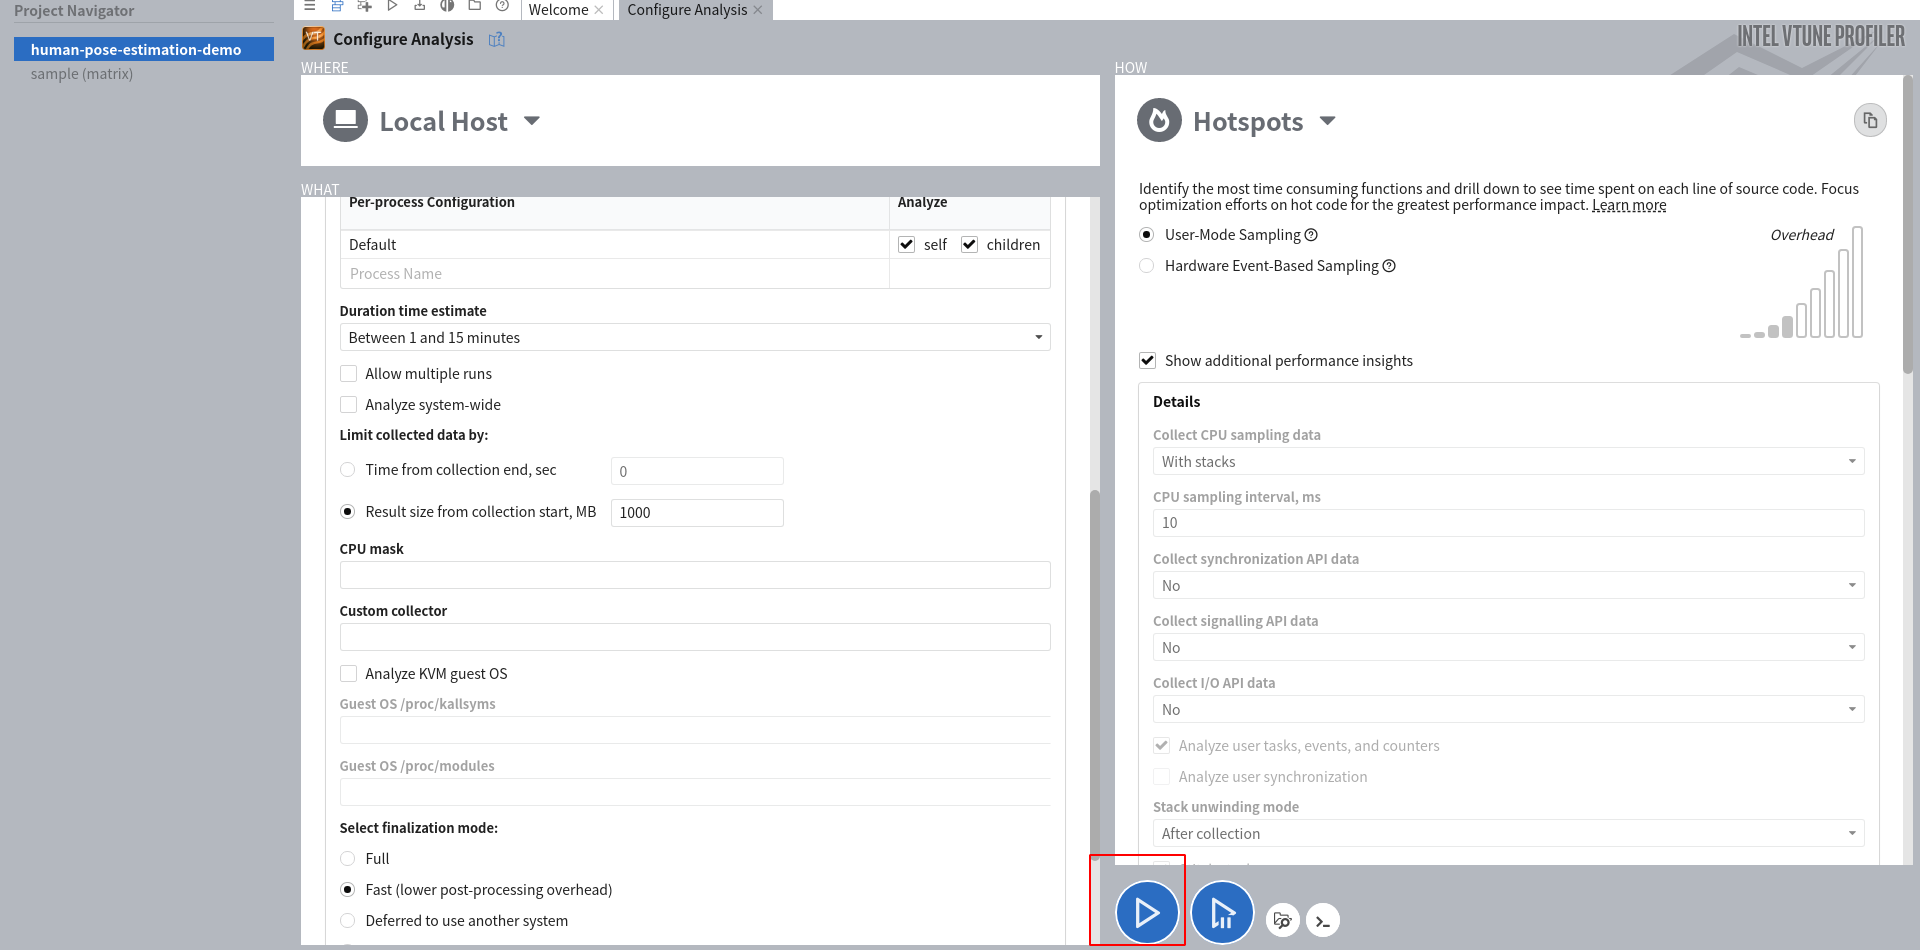 Project Navigator
human-pose-estimation-demo
sample (matrix)
Welcome
Configure Analysis
VT Configure Analysis
INTEL VTUNE PROFILER
WHERE
Local Host
WHAT
Per-process Configuration Analyze
Default self children
Process Name
Duration time estimate
Between 1 and 15 minutes
Allow multiple runs
Analyze system-wide
Limit collected data by:
Time from collection end, sec 0
Result size from collection start, MB 1000
CPU mask
Custom collector
Analyze KVM guest OS
Guest OS /proc/kallsyms
Guest OS /proc/modules
Select finalization mode:
Full
Fast (lower post-processing overhead)
Deferred to use another system
HOW
Hotspots
Identify the most time consuming functions and drill down to see time spent on each line of source code. Focus
optimization efforts on hot code for the greatest performance impact. Learn more
User-Mode Sampling
Overhead
Hardware Event-Based Sampling
Show additional performance insights
Details
Collect CPU sampling data
With stacks
CPU sampling interval, ms
10
Collect synchronization API data
No
Collect signalling API data
No
Collect I/O API data
No
Analyze user tasks, events, and counters
Analyze user synchronization
Stack unwinding mode
After collection